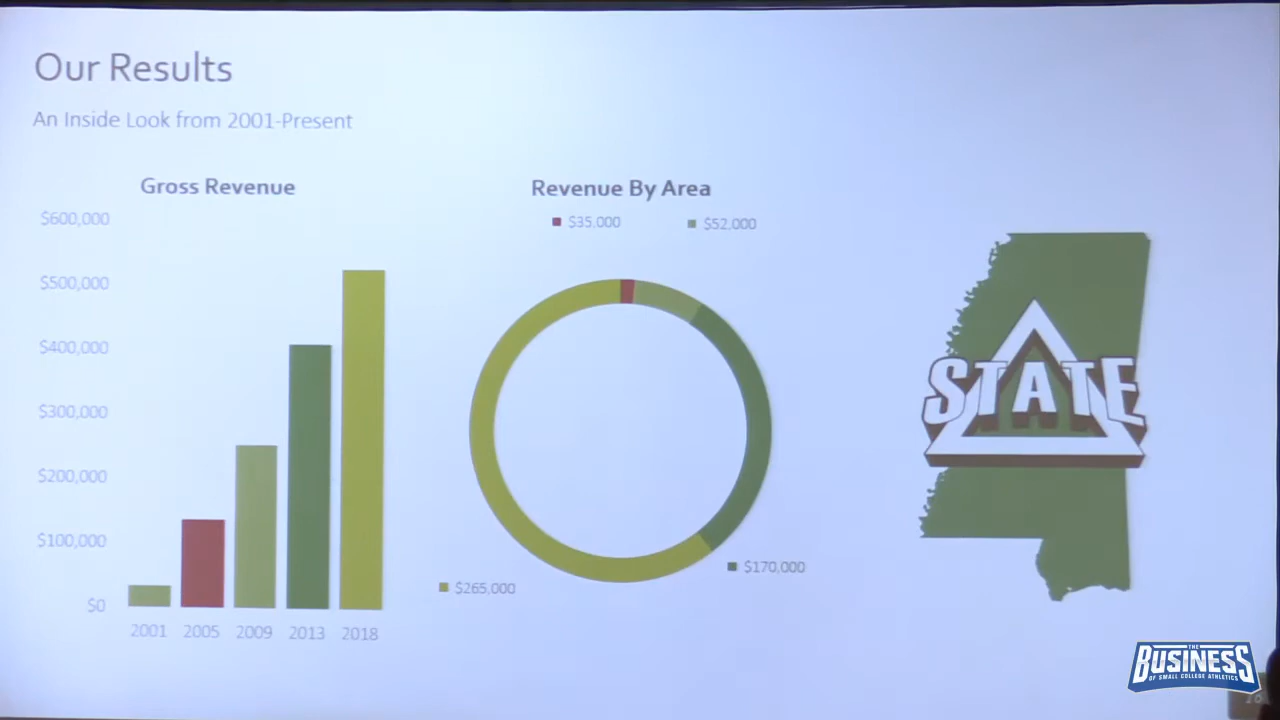 Our Results
An Inside Look from 2001-Present
Gross Revenue
$600,000
$500,000
$400,000
$300,000
$200,000
$100,000
$0
2001 2005 2009 2013 2018
Revenue By Area
$35,000 $52,000
$170,000
$265,000
STATE
THE
BUSINESS
OF SMALL COLLEGE ATHLETICS